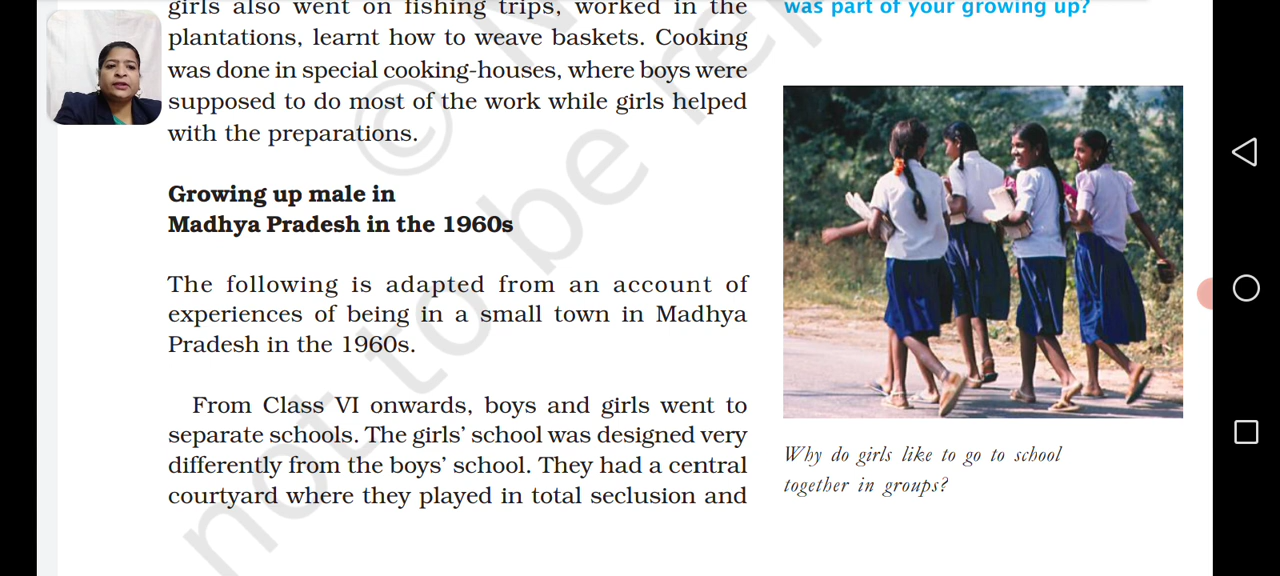 girls also went on fishing trips, worked in the
plantations, learnt how to weave baskets. Cooking
was done in special cooking-houses, where boys were
supposed to do most of the work while girls helped
with the preparations.
Growing up male in
Madhya Pradesh in the 1960s
The following is adapted from an account of
experiences of being in a small town in Madhya
Pradesh in the 1960s.
From Class VI onwards, boys and girls went to
separate schools. The girls’ school was designed very
differently from the boys’ school. They had a central
courtyard where they played in total seclusion and
was part of your growing up?
Why do girls like to go to school
together in groups?
© N
not to be rep